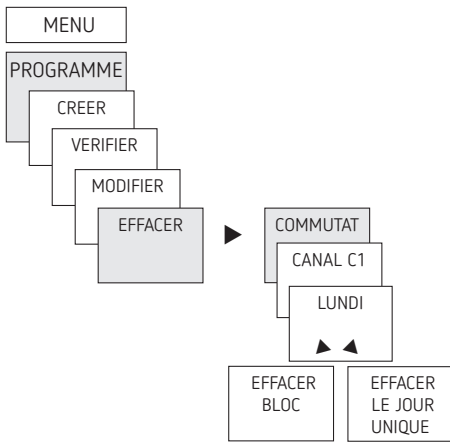 MENU
PROGRAMME
CREER
VERIFIER
MODIFIER
EFFACER
COMMUTAT
CANAL C1
LUNDI
EFFACER
BLOC
EFFACER
LE JOUR
UNIQUE